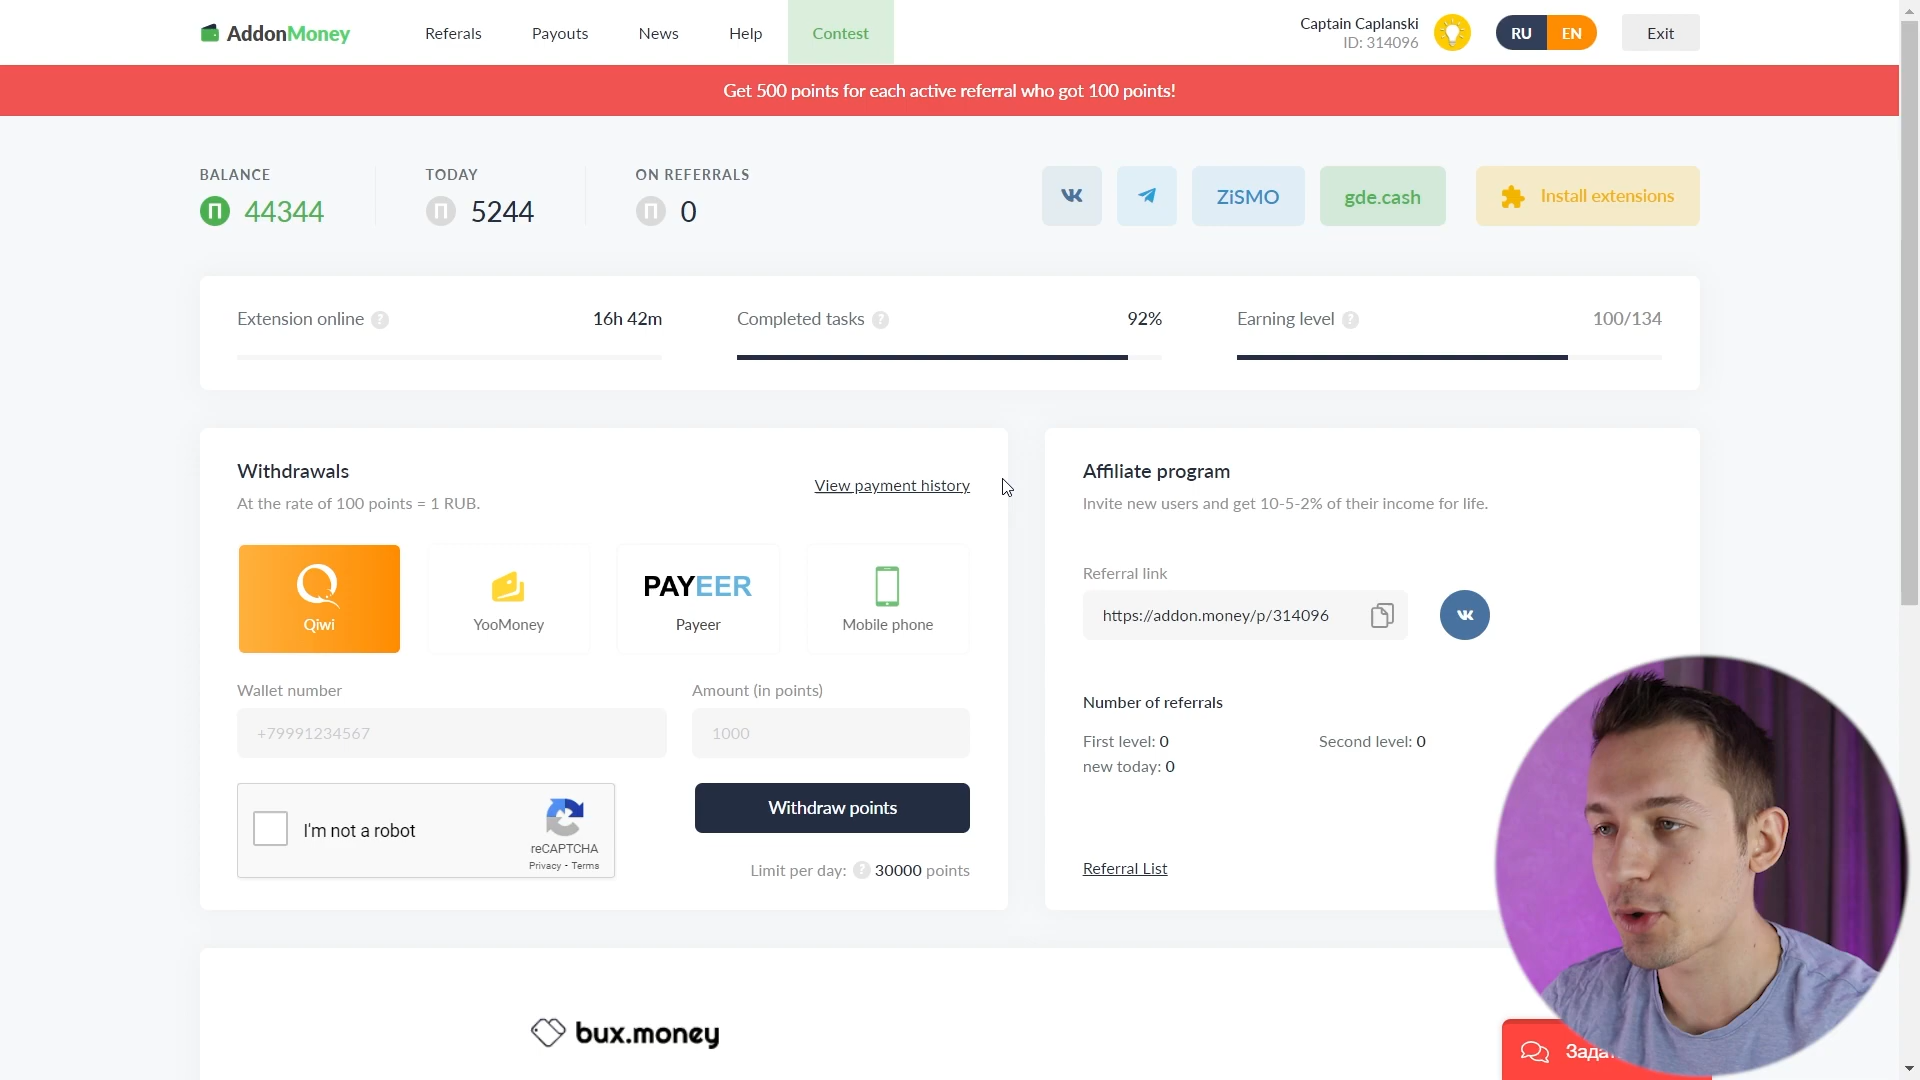 AddonMoney
Referals
Payouts
News
Help
Contest
Captain Caplanski
ID: 314096
RU
EN
Exit
Get 500 points for each active referral who got 100 points!
BALANCE
44344
TODAY
5244
ON REFERRALS
0
ZiSMO
gde.cash
Install extensions
Extension online ?
16h 42m
Completed tasks ?
92%
Earning level ?
100/134
Withdrawals
At the rate of 100 points = 1 RUB.
View payment history
Qiwi
YooMoney
PAYEER
Payeer
Mobile phone
Wallet number
+79991234567
Amount (in points)
1000
I'm not a robot
reCAPTCHA
Privacy - Terms
Withdraw points
Limit per day: ? 30000 points
Affiliate program
Invite new users and get 10-5-2% of their income for life.
Referral link
https://addon.money/p/314096
Number of referrals
First level: 0
new today: 0
Second level: 0
Referral List
bux.money